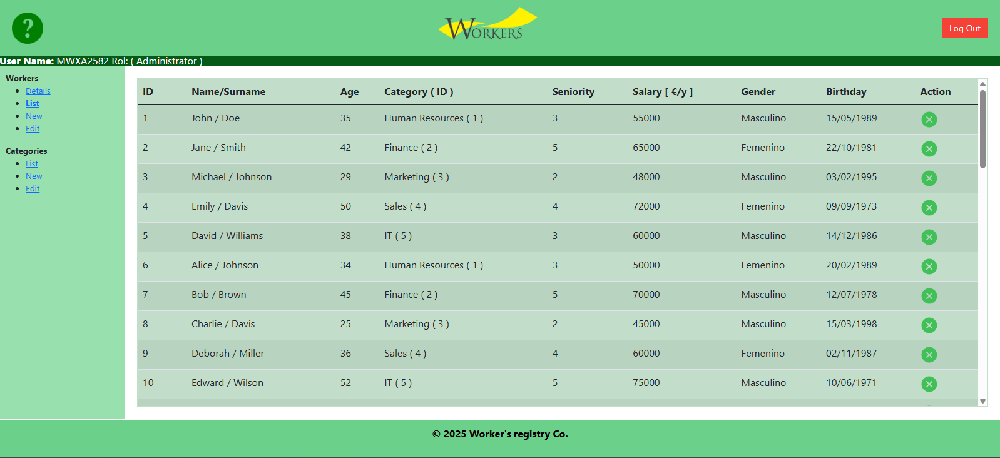 ?
WORKERS
Log Out
User Name: MWXA2582 Rol: ( Administrator )
Workers
Details
List
New
Edit
Categories
List
New
Edit
ID Name/Surname Age Category ( ID ) Seniority Salary [ €/y ] Gender Birthday Action
1 John / Doe 35 Human Resources ( 1 ) 3 55000 Masculino 15/05/1989
2 Jane / Smith 42 Finance ( 2 ) 5 65000 Femenino 22/10/1981
3 Michael / Johnson 29 Marketing ( 3 ) 2 48000 Masculino 03/02/1995
4 Emily / Davis 50 Sales ( 4 ) 4 72000 Femenino 09/09/1973
5 David / Williams 38 IT ( 5 ) 3 60000 Masculino 14/12/1986
6 Alice / Johnson 34 Human Resources ( 1 ) 3 50000 Femenino 20/02/1989
7 Bob / Brown 45 Finance ( 2 ) 5 70000 Masculino 12/07/1978
8 Charlie / Davis 25 Marketing ( 3 ) 2 45000 Masculino 15/03/1998
9 Deborah / Miller 36 Sales ( 4 ) 4 60000 Femenino 02/11/1987
10 Edward / Wilson 52 IT ( 5 ) 5 75000 Masculino 10/06/1971
© 2025 Worker's registry Co.